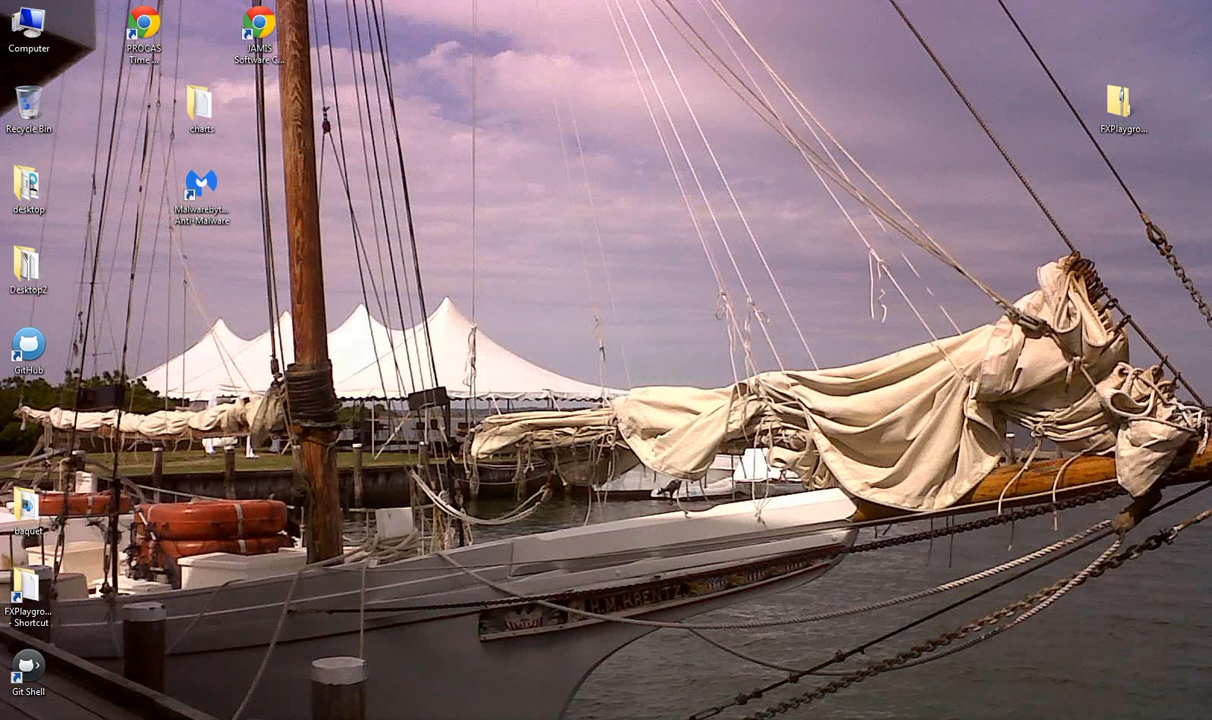 Computer
PROCAS
Time ...
JAMIS
Software C...
Recycle Bin
charts
FXPlaygro...
desktop
Malwarebyt...
Anti-Malware
Desktop2
GitHub
baquet
FXPlaygro...
- Shortcut
H.M.KRENTZ
Git Shell